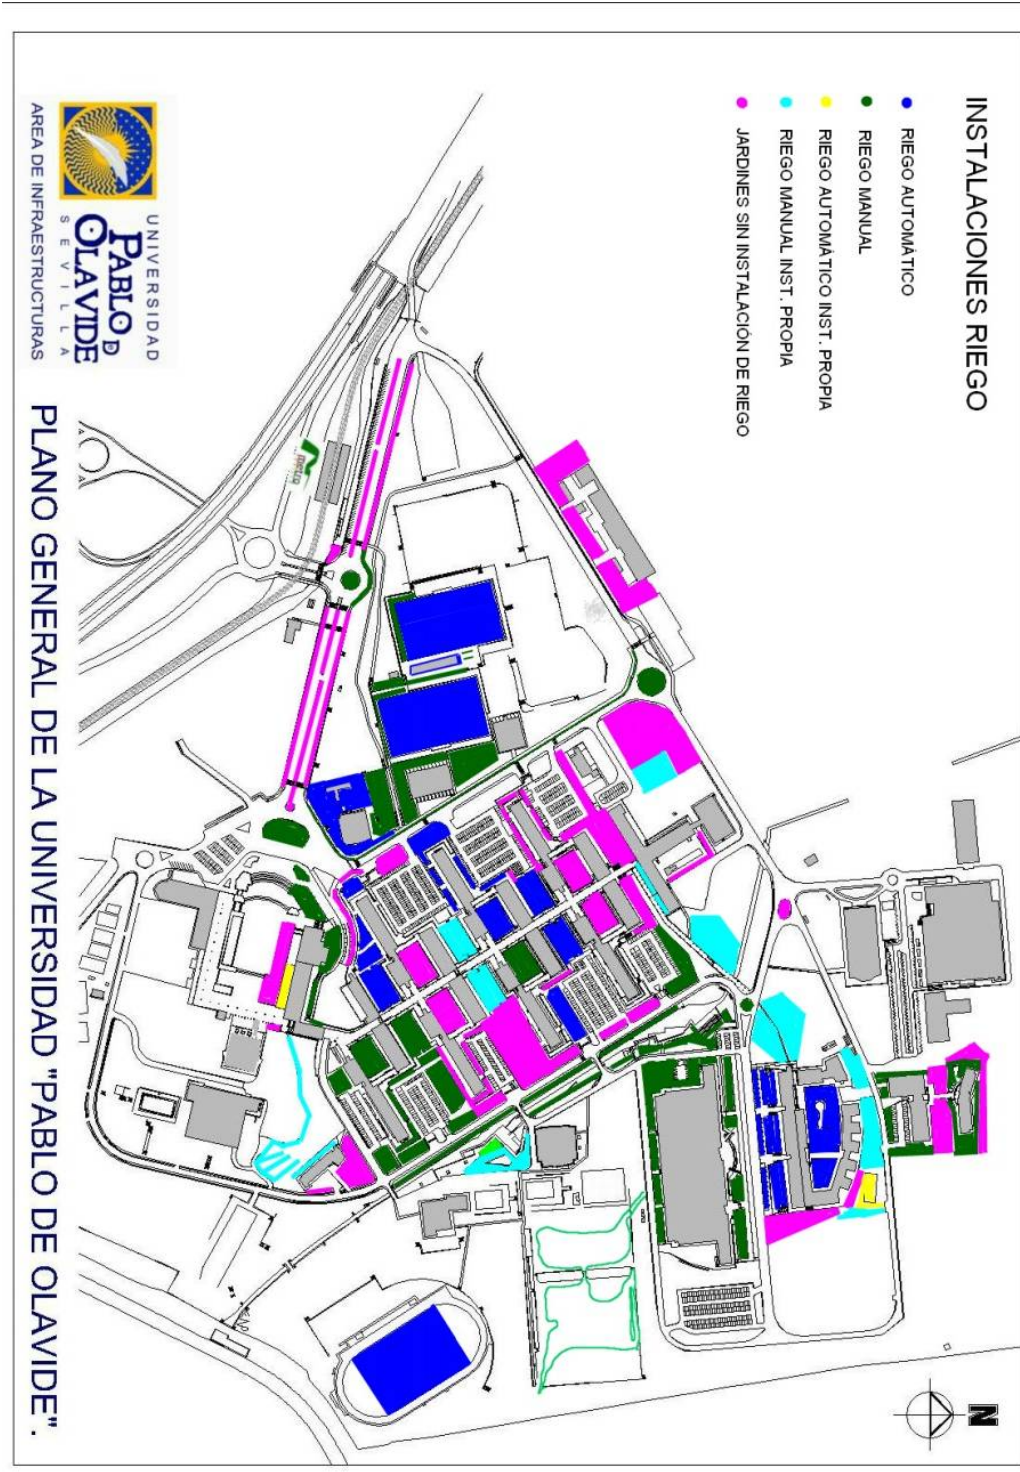 INSTALACIONES RIEGO
RIEGO AUTOMÁTICO
RIEGO MANUAL
RIEGO AUTOMÁTICO INST. PROPIA
RIEGO MANUAL INST. PROPIA
JARDINES SIN INSTALACIÓN DE RIEGO
UNIVERSIDAD
PABLO D
OLAVIDE
SEVILLA
AREA DE INFRAESTRUCTURAS
metro
N
PLANO GENERAL DE LA UNIVERSIDAD "PABLO DE OLAVIDE".